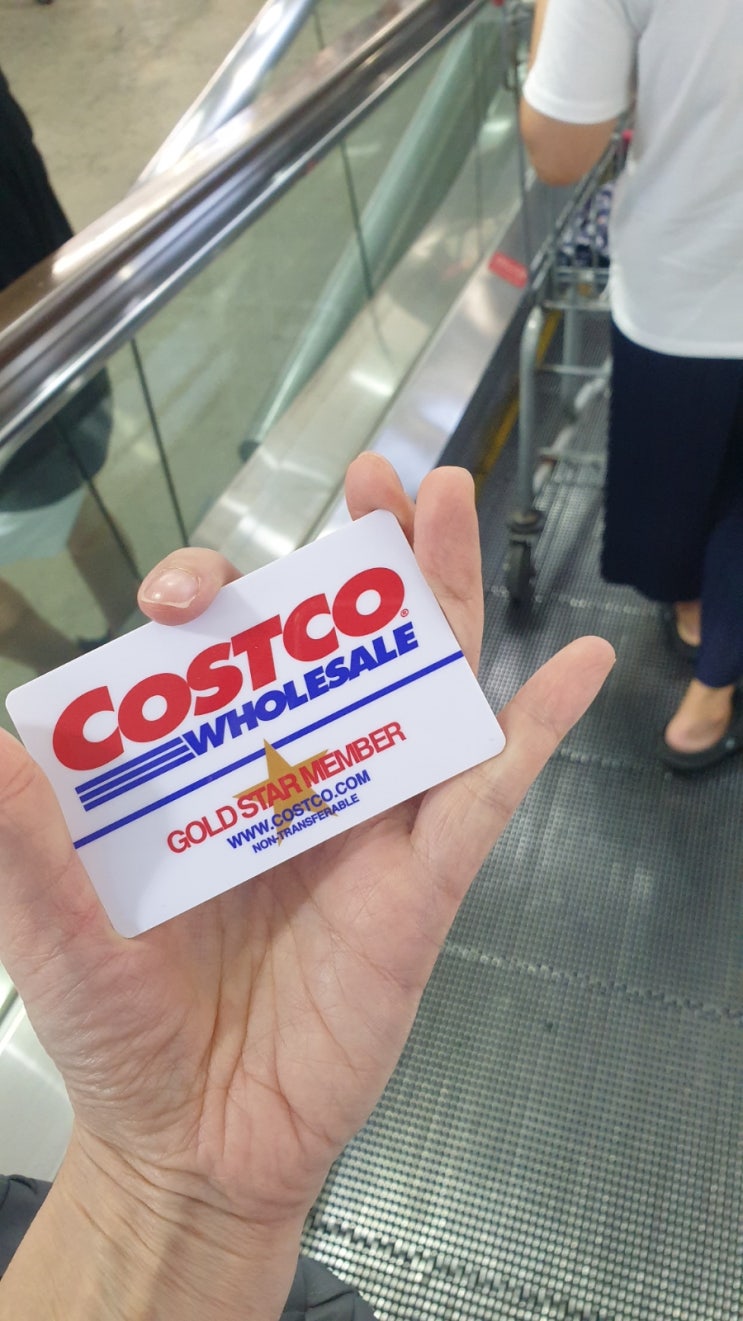 COSTCO®
WHOLESALE
GOLD STAR MEMBER
WWW.COSTCO.COM
NON-TRANSFERABLE